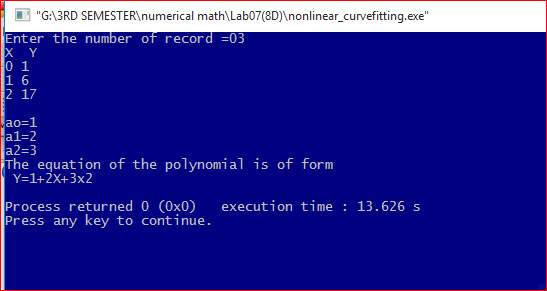 "G:\3RD SEMESTER\numerical math\Lab07(8D)\nonlinear_curvefitting.exe"
Enter the number of record =03
X  Y
0 1
1 6
2 17
ao=1
a1=2
a2=3
The equation of the polynomial is of form
Y=1+2X+3x2
Process returned 0 (0x0)   execution time : 13.626 s
Press any key to continue.